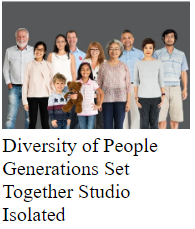 Diversity of People
Generations Set
Together Studio
Isolated